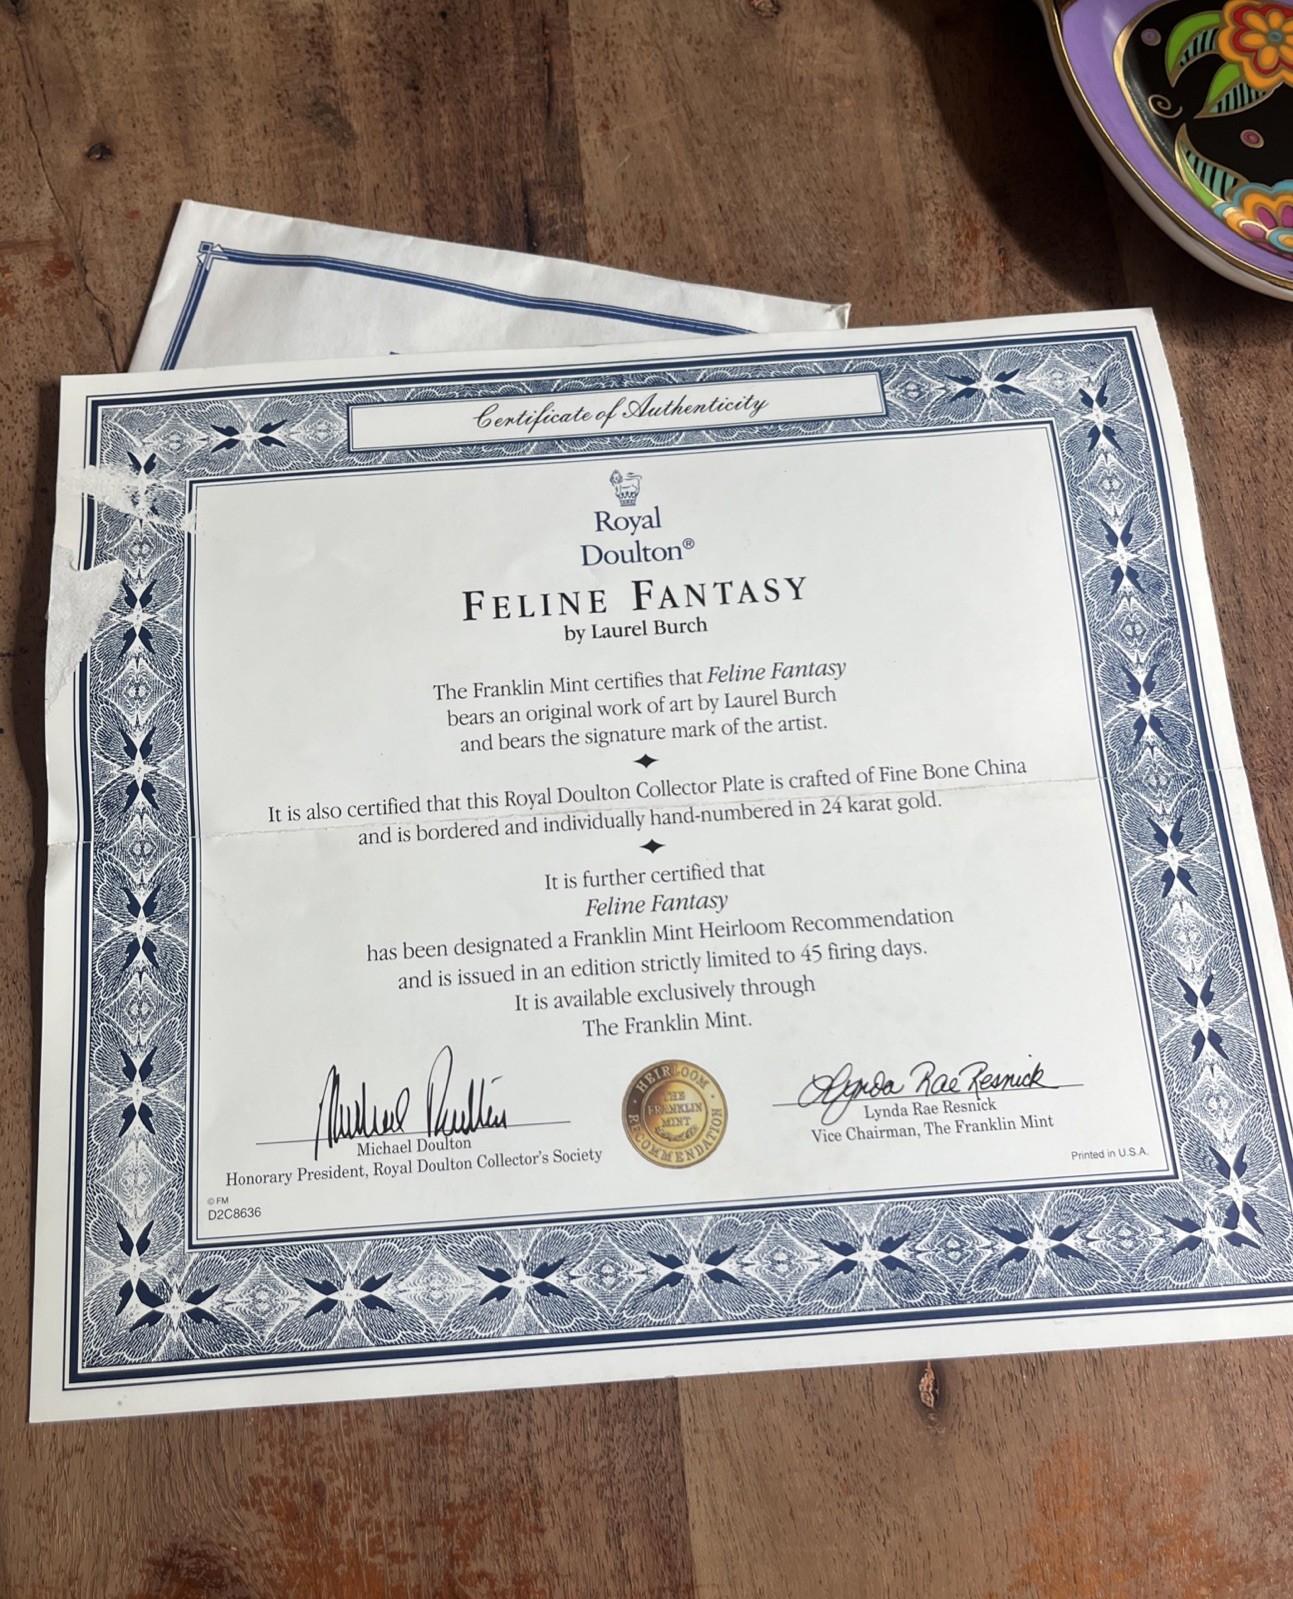 Certificate of Authenticity
Royal
Doulton®
FELINE FANTASY
by Laurel Burch
The Franklin Mint certifies that Feline Fantasy
bears an original work of art by Laurel Burch
and bears the signature mark of the artist.
It is also certified that this Royal Doulton Collector Plate is crafted of Fine Bone China
and is bordered and individually hand-numbered in 24 karat gold.
It is further certified that
Feline Fantasy
has been designated a Franklin Mint Heirloom Recommendation
and is issued in an edition strictly limited to 45 firing days.
It is available exclusively through
The Franklin Mint.
Michael Doulton
Michael Doulton
Honorary President, Royal Doulton Collector's Society
HEIRLOOM
THE
FRANKLIN
MINT
RECOMMENDATION
Lynda Rae Resnick
Lynda Rae Resnick
Vice Chairman, The Franklin Mint
© FM
D2C8636
Printed in U.S.A.